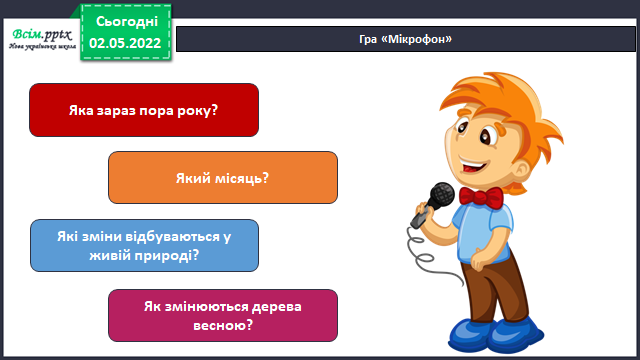 Всім.pptx
Нова українська школа
Сьогодні
02.05.2022
Гра «Мікрофон»
Яка зараз пора року?
Який місяць?
Які зміни відбуваються у
живій природі?
Як змінюються дерева
весною?